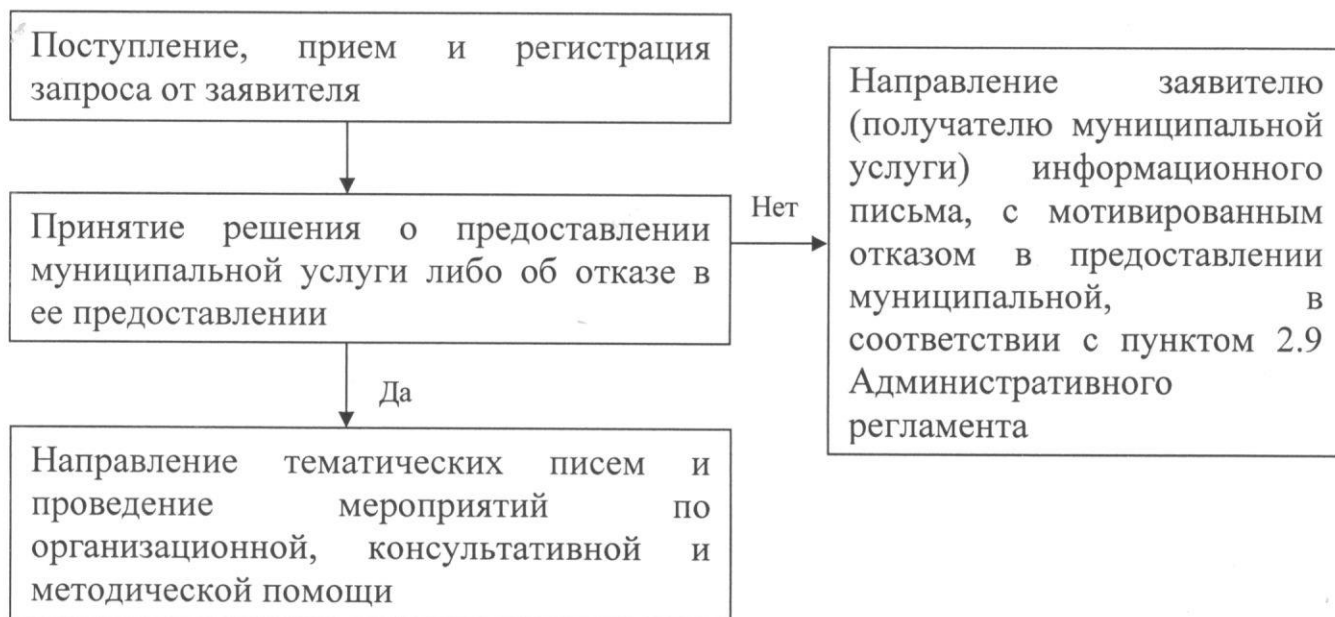 Поступление, прием и регистрация
запроса от заявителя
Принятие решения о предоставлении
муниципальной услуги либо об отказе в
ее предоставлении
Нет
Направление заявителю
(получателю муниципальной
услуги) информационного
письма, с мотивированным
отказом в предоставлении
муниципальной, в
соответствии с пунктом 2.9
Административного
регламента
Да
Направление тематических писем и
проведение мероприятий по
организационной, консультативной и
методической помощи